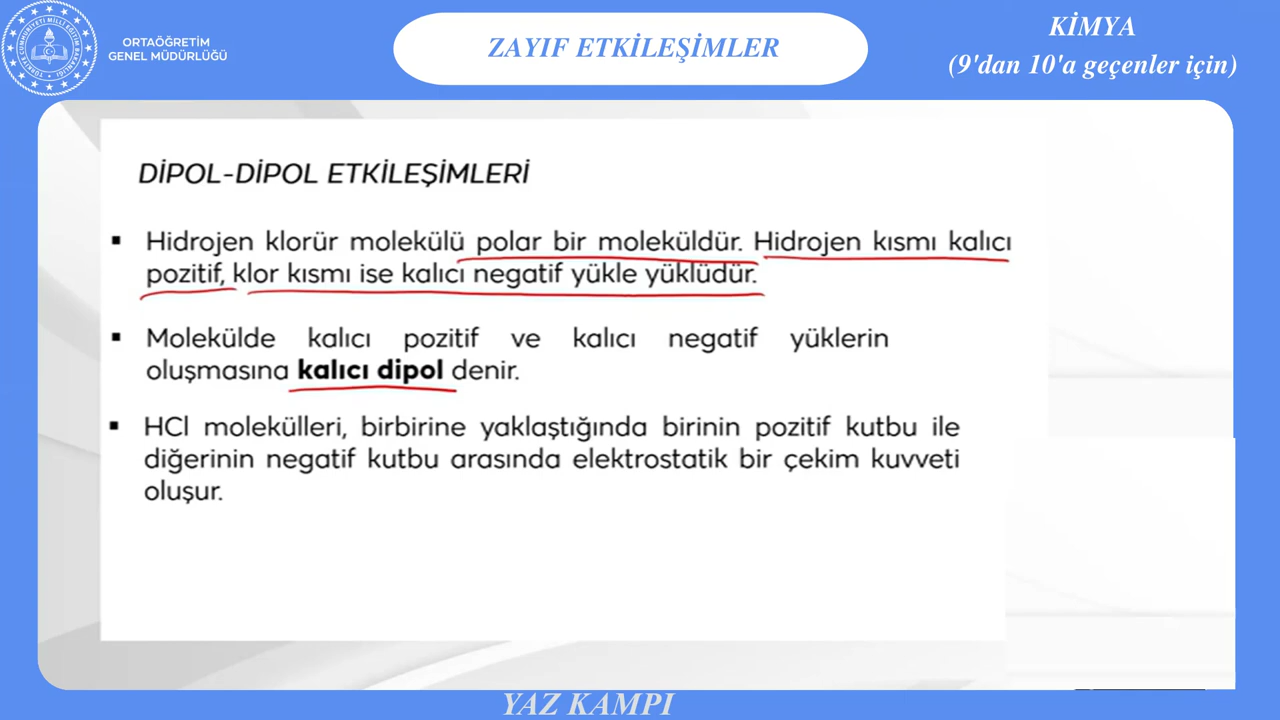 ORTAÖĞRETİM
GENEL MÜDÜRLÜĞÜ
ZAYIF ETKİLEŞİMLER
KİMYA
(9'dan 10'a geçenler için)
DİPOL-DİPOL ETKİLEŞİMLERİ
▪ Hidrojen klorür molekülü polar bir moleküldür. Hidrojen kısmı kalıcı
pozitif, klor kısmı ise kalıcı negatif yükle yüklüdür.
▪ Molekülde kalıcı pozitif ve kalıcı negatif yüklerin
oluşmasına kalıcı dipol denir.
▪ HCl molekülleri, birbirine yaklaştığında birinin pozitif kutbu ile
diğerinin negatif kutbu arasında elektrostatik bir çekim kuvveti
oluşur.
YAZ KAMPI